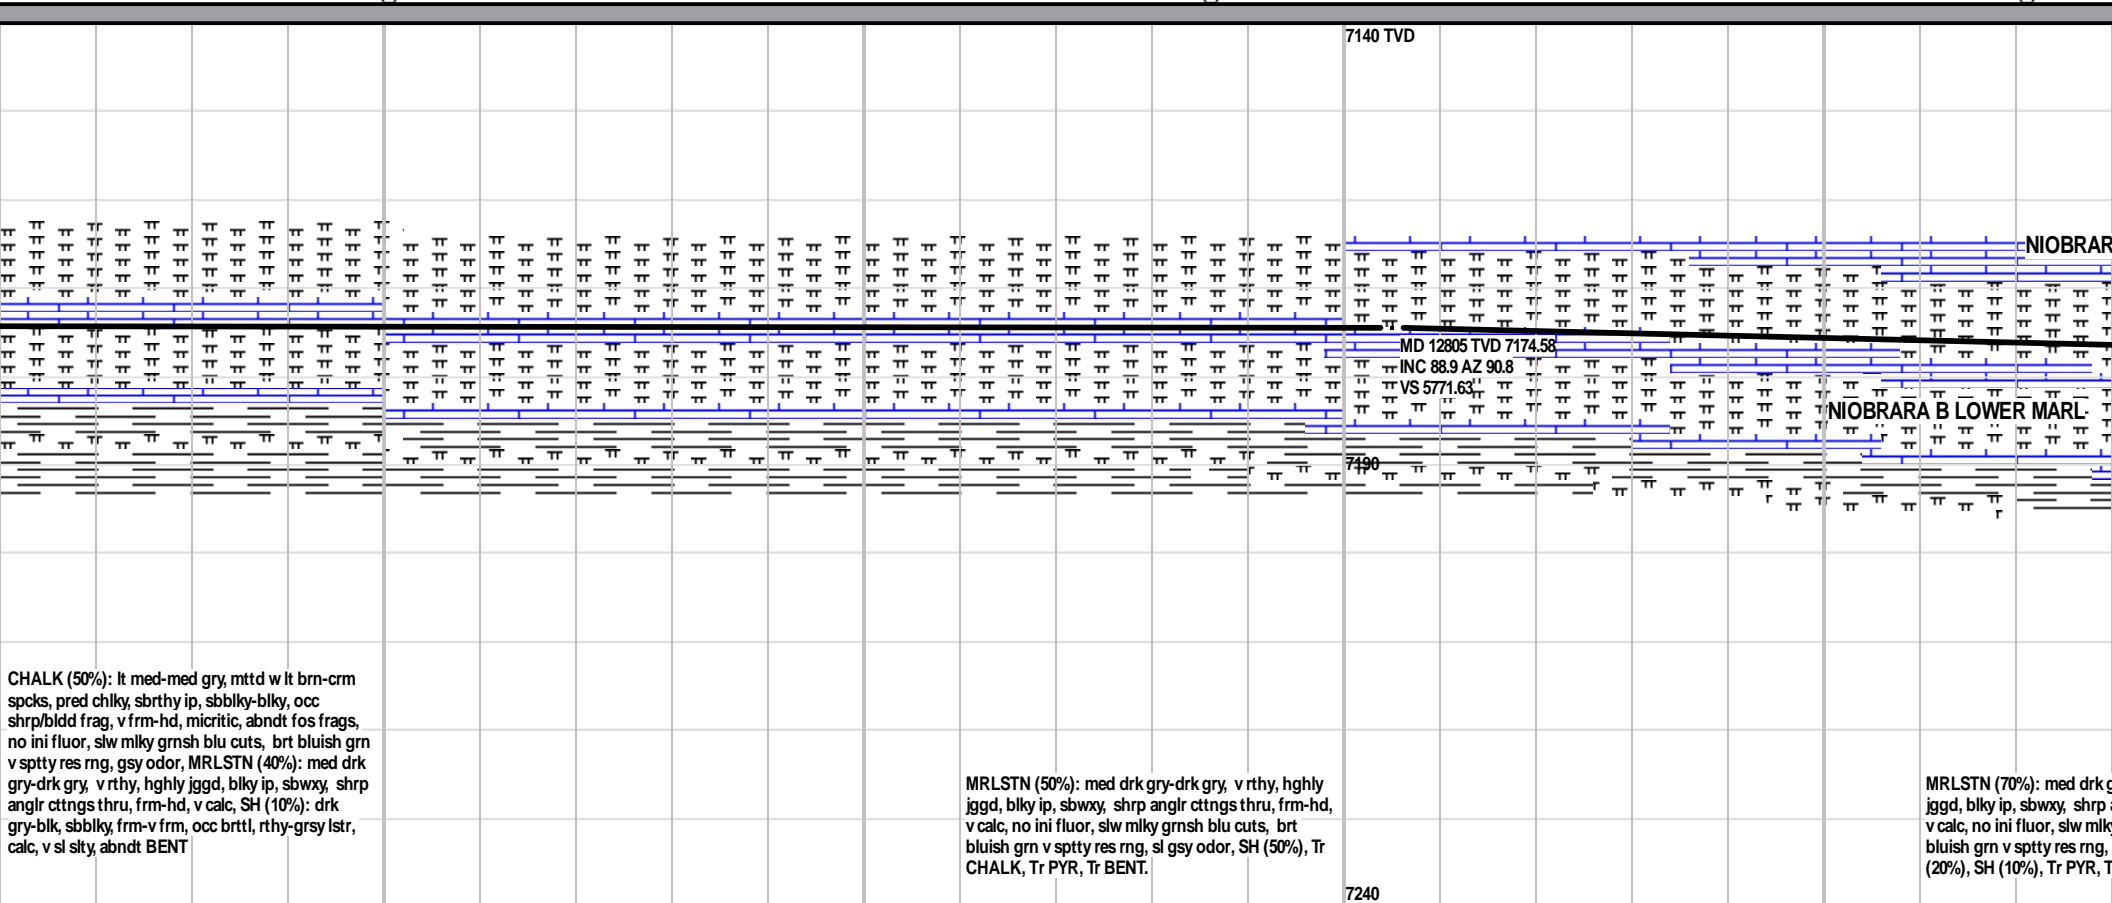 7140 TVD
NIOBRAR
MD 12805 TVD 7174.58
INC 88.9 AZ 90.8
VS 5771.63
NIOBRARA B LOWER MARL
7190
CHALK (50%): lt med-med gry, mttd w lt brn-crm
spcks, pred chlky, sbrthy ip, sbblky-blky, occ
shrp/bldd frag, v frm-hd, micritic, abndt fos frags,
no ini fluor, slw mlky grnsh blu cuts, brt bluish grn
v sptty res rng, gsy odor, MRLSTN (40%): med drk
gry-drk gry, v rthy, hghly jggd, blky ip, sbwxy, shrp
anglr cttngs thru, frm-hd, v calc, SH (10%): drk
gry-blk, sbblky, frm-v frm, occ brttl, rthy-grsy lstr,
calc, v sl slty, abndt BENT
MRLSTN (50%): med drk gry-drk gry, v rthy, hghly
jggd, blky ip, sbwxy, shrp anglr cttngs thru, frm-hd,
v calc, no ini fluor, slw mlky grnsh blu cuts, brt
bluish grn v sptty res rng, sl gsy odor, SH (50%), Tr
CHALK, Tr PYR, Tr BENT.
MRLSTN (70%): med drk g
jggd, blky ip, sbwxy, shrp a
v calc, no ini fluor, slw mlky
bluish grn v sptty res rng,
(20%), SH (10%), Tr PYR, T
7240